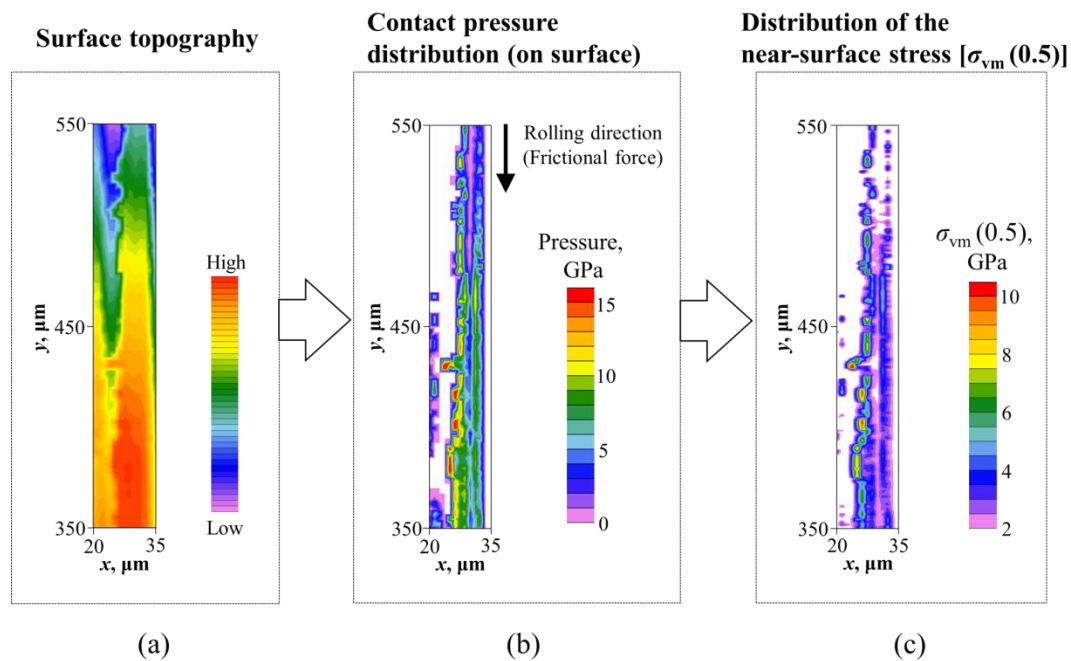 Surface topography
550
450
350
y, μm
20
35
x, μm
High
Low
(a)
Contact pressure
distribution (on surface)
550
450
350
y, μm
20
35
x, μm
Rolling direction
(Frictional force)
Pressure,
GPa
15
10
5
0
(b)
Distribution of the
near-surface stress [σvm (0.5)]
550
450
350
y, μm
20
35
x, μm
σvm (0.5),
GPa
10
8
6
4
2
(c)